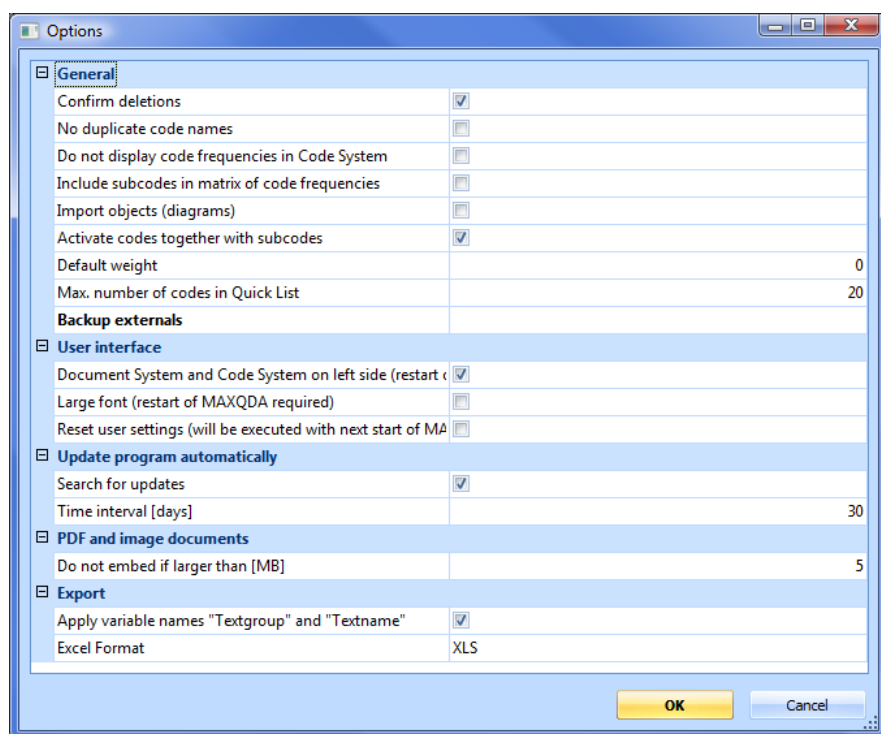 Options
General
Confirm deletions
No duplicate code names
Do not display code frequencies in Code System
Include subcodes in matrix of code frequencies
Import objects (diagrams)
Activate codes together with subcodes
Default weight 0
Max. number of codes in Quick List 20
Backup externals
User interface
Document System and Code System on left side (restart
Large font (restart of MAXQDA required)
Reset user settings (will be executed with next start of MA
Update program automatically
Search for updates
Time interval [days] 30
PDF and image documents
Do not embed if larger than [MB] 5
Export
Apply variable names "Textgroup" and "Textname"
Excel Format XLS
OK Cancel